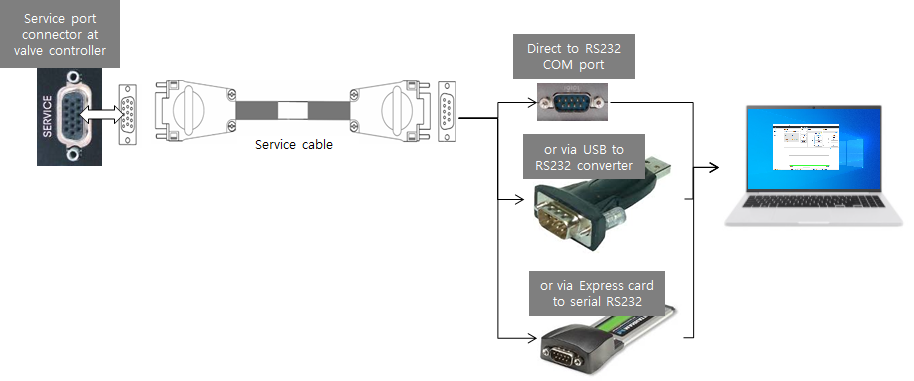 Service port
connector at
valve controller
SERVICE
Service cable
Direct to RS232
COM port
or via USB to
RS232 converter
or via Express card
to serial RS232